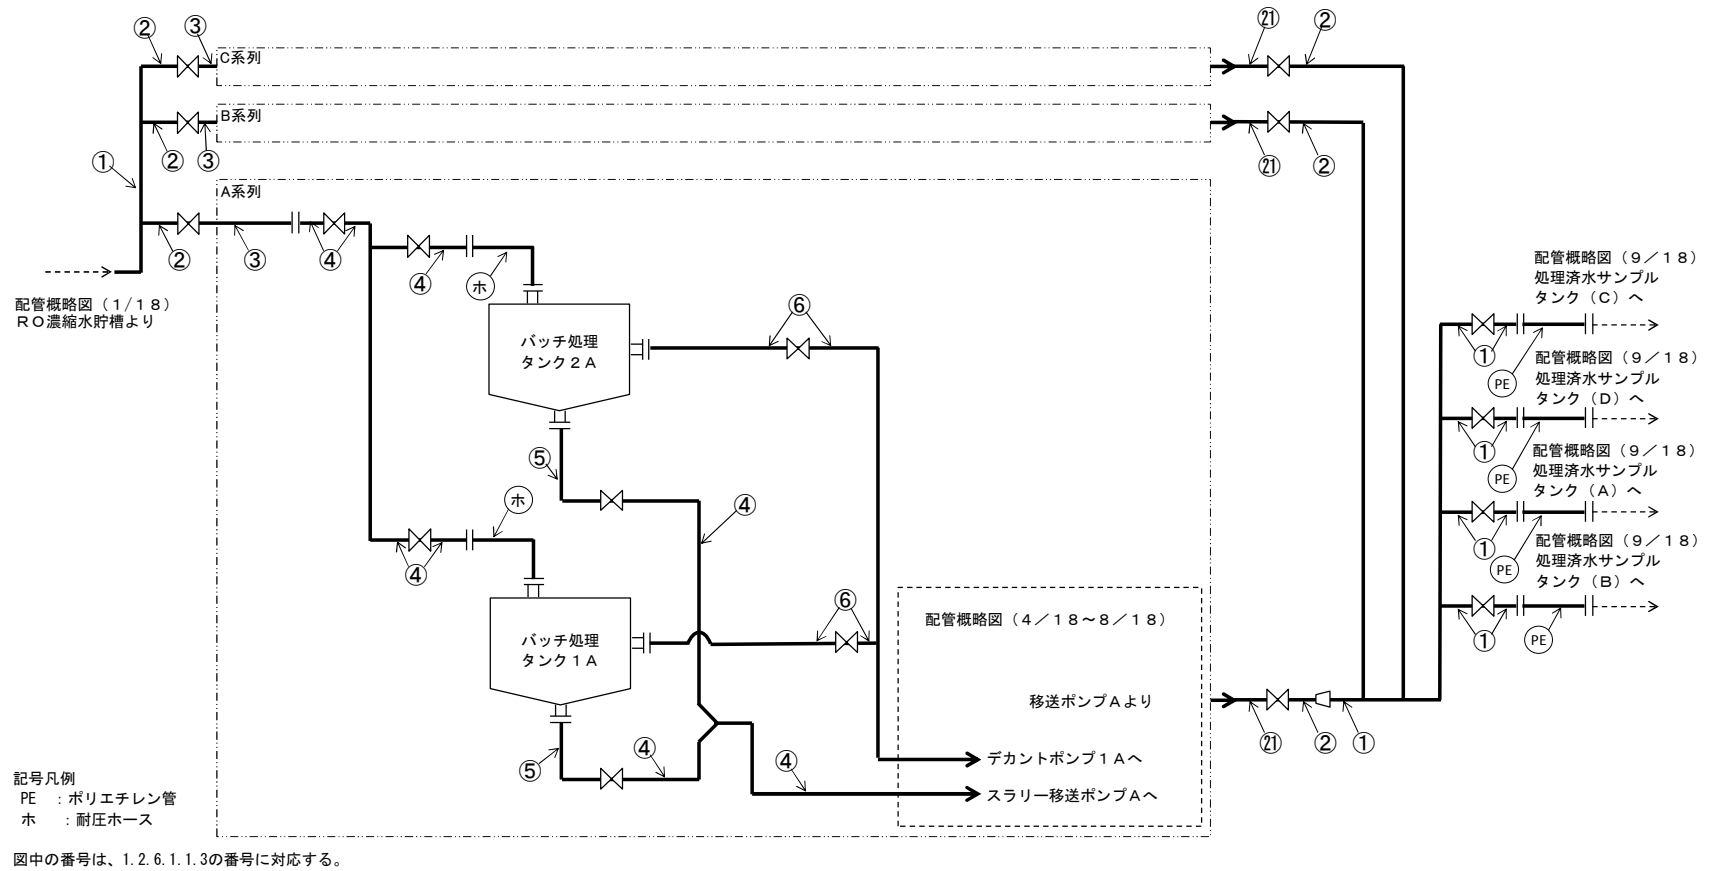 ② ③ ㉑ ②
C系列
B系列
② ③ ㉑ ②
①
A系列
② ③ ④ ④ ホ
配管概略図（1/１８）
ＲＯ濃縮水貯槽より
配管概略図（９／１８）
処理済水サンプル
タンク（Ｃ）へ
①
PE
配管概略図（９／１８）
処理済水サンプル
タンク（Ｄ）へ
①
PE
配管概略図（９／１８）
処理済水サンプル
タンク（Ａ）へ
①
PE
配管概略図（９／１８）
処理済水サンプル
タンク（Ｂ）へ
①
PE
⑥
バッチ処理
タンク２Ａ
⑤
ホ
④
④
⑥
バッチ処理
タンク１Ａ
配管概略図（４／１８～８／１８）
移送ポンプＡより
㉑ ② ①
⑤ ④ ④
デカントポンプ１Ａへ
スラリー移送ポンプＡへ
記号凡例
PE ：ポリエチレン管
ホ ：耐圧ホース
図中の番号は、1.2.6.1.1.3の番号に対応する。